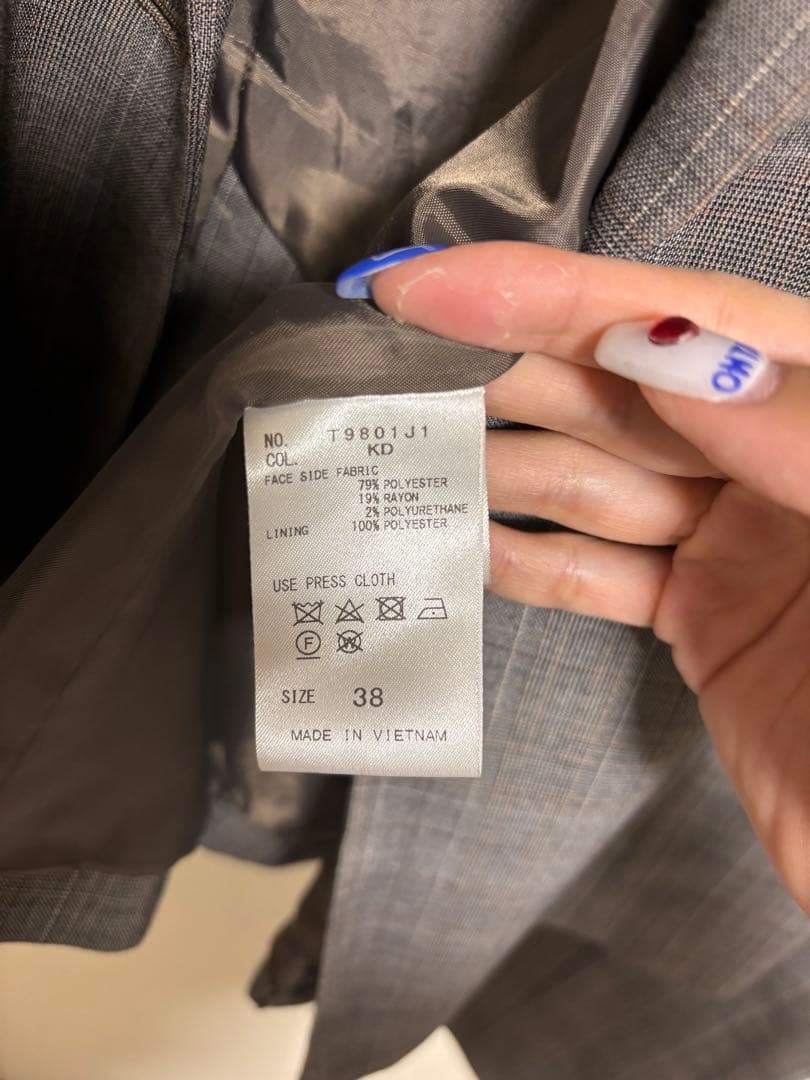 NO. T9801J1
COL. KD
FACE SIDE FABRIC
79% POLYESTER
19% RAYON
2% POLYURETHANE
LINING 100% POLYESTER
USE PRESS CLOTH
F W
SIZE 38
MADE IN VIETNAM